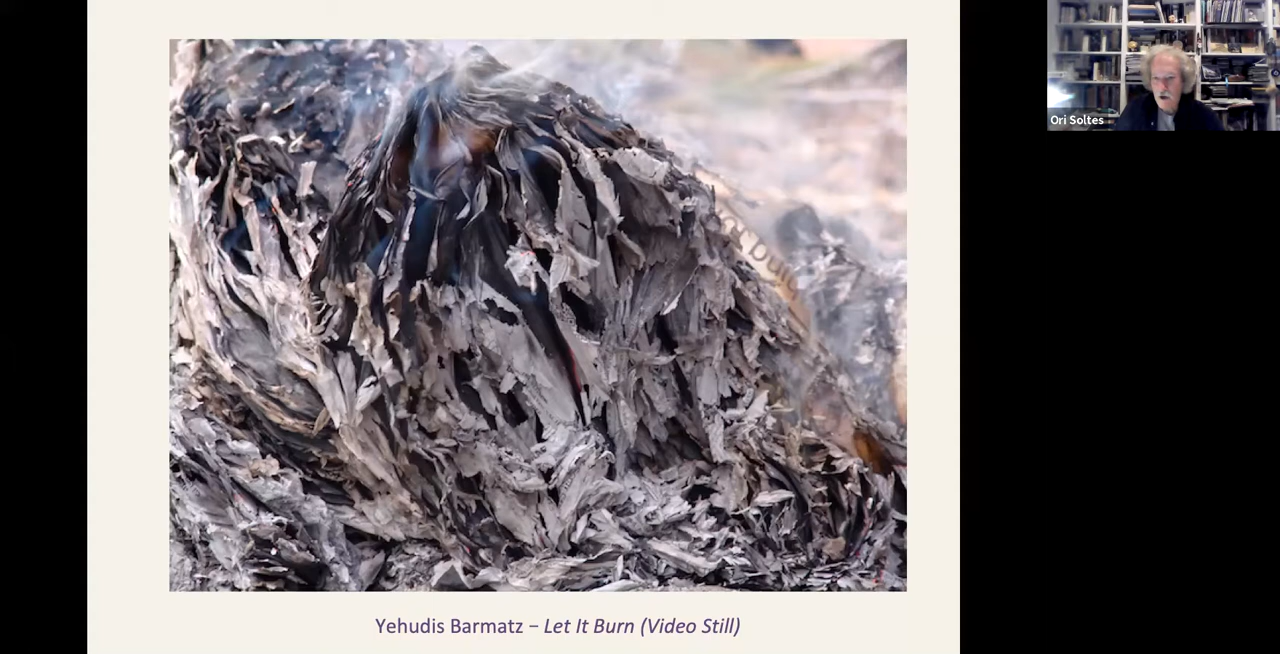 Ori Soltes
Yehudis Barmatz – Let It Burn (Video Still)